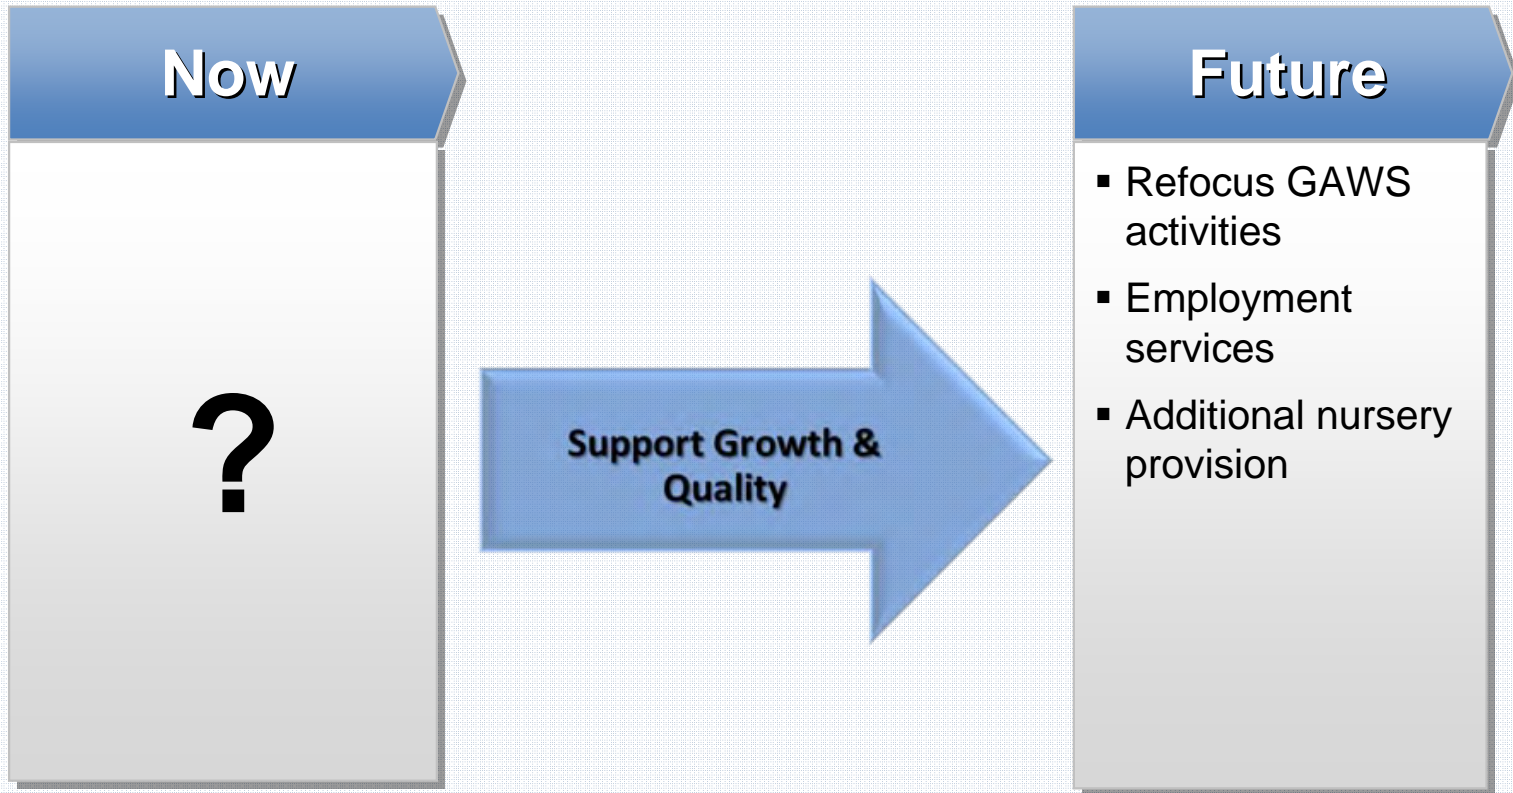 Now
?
Support Growth &
Quality
Future
▪ Refocus GAWS
activities
▪ Employment
services
▪ Additional nursery
provision